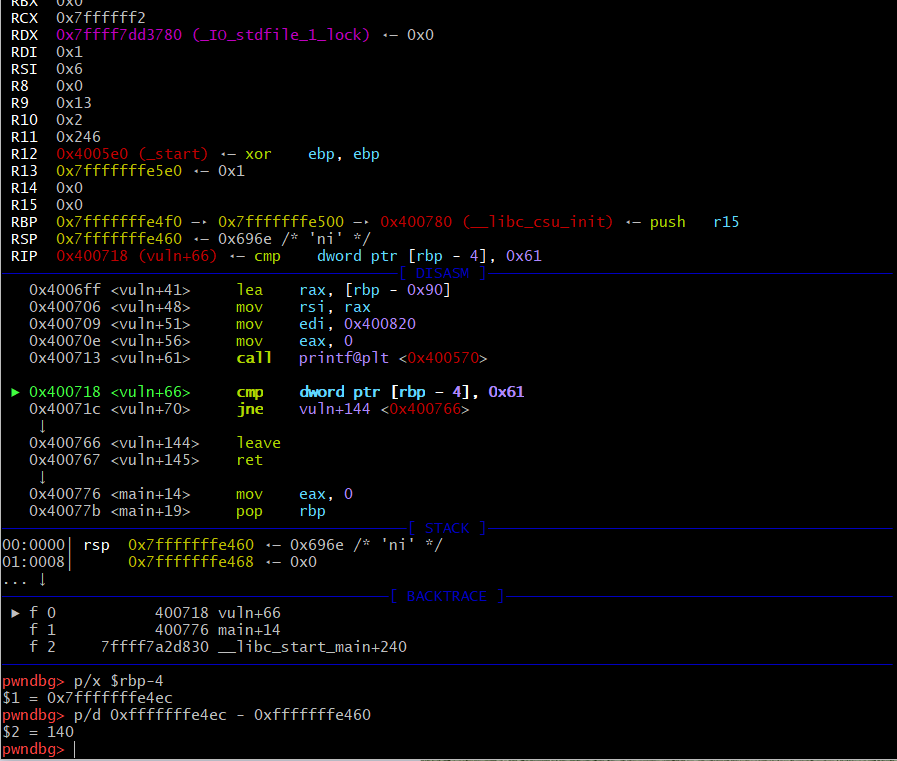 RBX  0x0
RCX  0x7ffffff2
RDX  0x7ffff7dd3780 (_IO_stdfile_1_lock) ◂— 0x0
RDI  0x1
RSI  0x6
R8   0x0
R9   0x13
R10  0x2
R11  0x246
R12  0x4005e0 (_start) ◂— xor    ebp, ebp
R13  0x7fffffffe5e0 ◂— 0x1
R14  0x0
R15  0x0
RBP  0x7fffffffe4f0 —▸ 0x7fffffffe500 —▸ 0x400780 (__libc_csu_init) ◂— push   r15
RSP  0x7fffffffe460 ◂— 0x696e /* 'ni' */
RIP  0x400718 (vuln+66) ◂— cmp    dword ptr [rbp - 4], 0x61
[ DISASM ]
0x4006ff <vuln+41>     lea    rax, [rbp - 0x90]
0x400706 <vuln+48>     mov    rsi, rax
0x400709 <vuln+51>     mov    edi, 0x400820
0x40070e <vuln+56>     mov    eax, 0
0x400713 <vuln+61>     call   printf@plt <0x400570>
► 0x400718 <vuln+66>     cmp    dword ptr [rbp - 4], 0x61
0x40071c <vuln+70>     jne    vuln+144 <0x400766>
↓
0x400766 <vuln+144>    leave
0x400767 <vuln+145>    ret
↓
0x400776 <main+14>     mov    eax, 0
0x40077b <main+19>     pop    rbp
[ STACK ]
00:0000│ rsp  0x7fffffffe460 ◂— 0x696e /* 'ni' */
01:0008│      0x7fffffffe468 ◂— 0x0
... ↓
[ BACKTRACE ]
► f 0           400718 vuln+66
f 1           400776 main+14
f 2     7ffff7a2d830 __libc_start_main+240
pwndbg> p/x $rbp-4
$1 = 0x7fffffffe4ec
pwndbg> p/d 0xfffffffe4ec - 0xfffffffe460
$2 = 140
pwndbg>